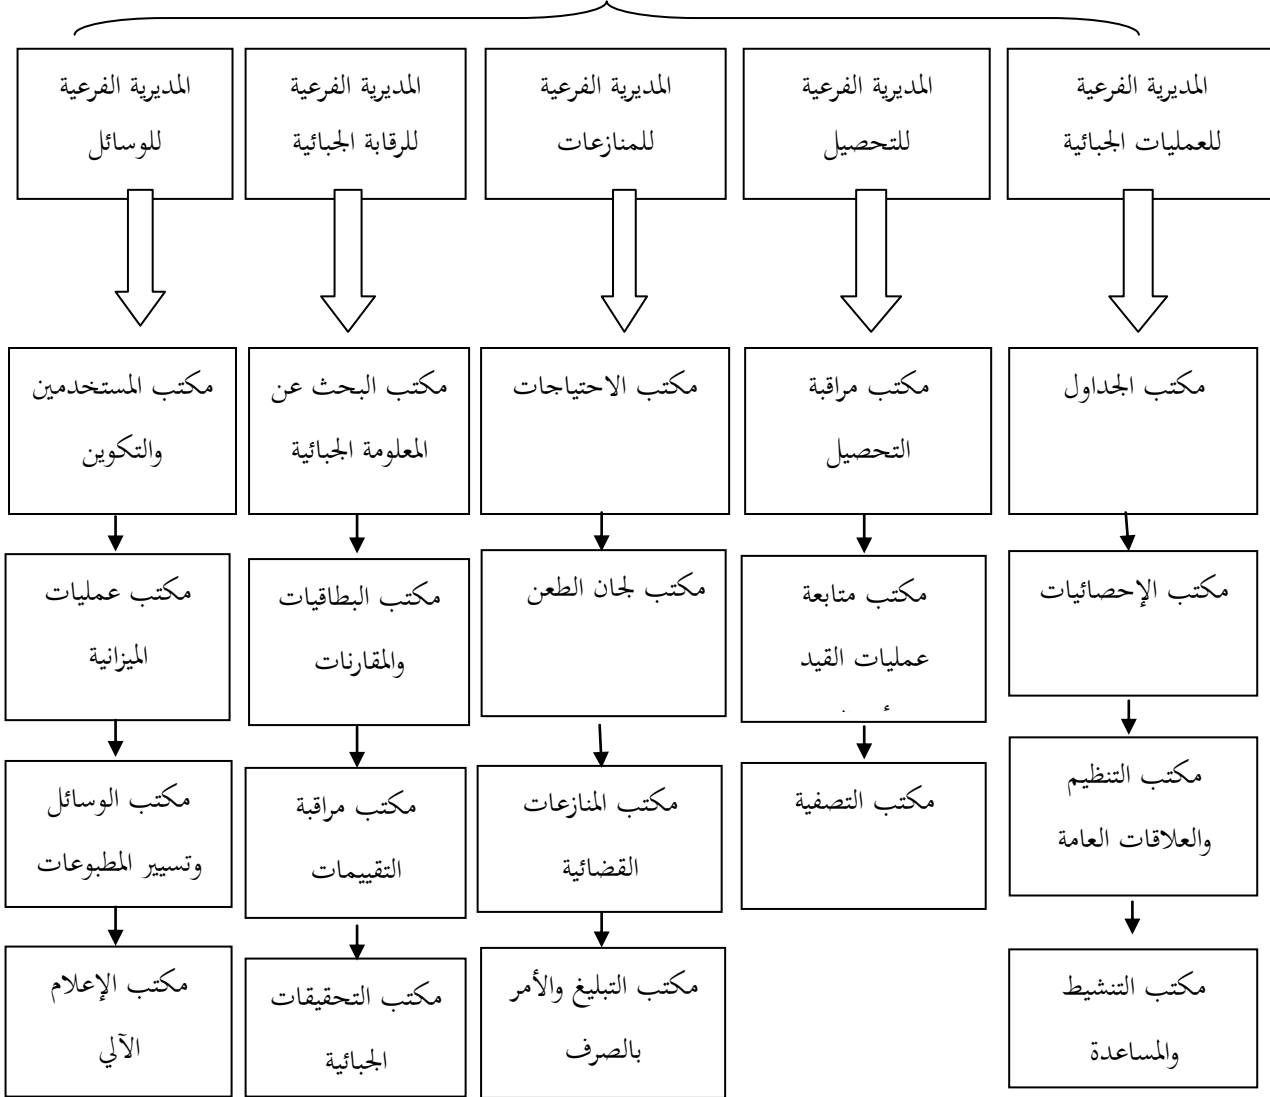 المديرية الفرعية
للعمليات الجبائية
المديرية الفرعية
للتحصيل
المديرية الفرعية
للمنازعات
المديرية الفرعية
للرقابة الجبائية
المديرية الفرعية
للوسائل
مكتب الجداول
مكتب مراقبة
التحصيل
مكتب الاحتياجات
مكتب البحث عن
المعلومة الجبائية
مكتب المستخدمين
والتكوين
مكتب الإحصائيات
مكتب متابعة
عمليات القيد
مكتب لجان الطعن
مكتب البطاقيات
والمقارنات
مكتب عمليات
الميزانية
مكتب التنظيم
والعلاقات العامة
مكتب التصفية
مكتب المنازعات
القضائية
مكتب مراقبة
التقييمات
مكتب الوسائل
وتسيير المطبوعات
مكتب التنشيط
والمساعدة
مكتب التبليغ والأمر
بالصرف
مكتب التحقيقات
الجبائية
مكتب الإعلام
الآلي